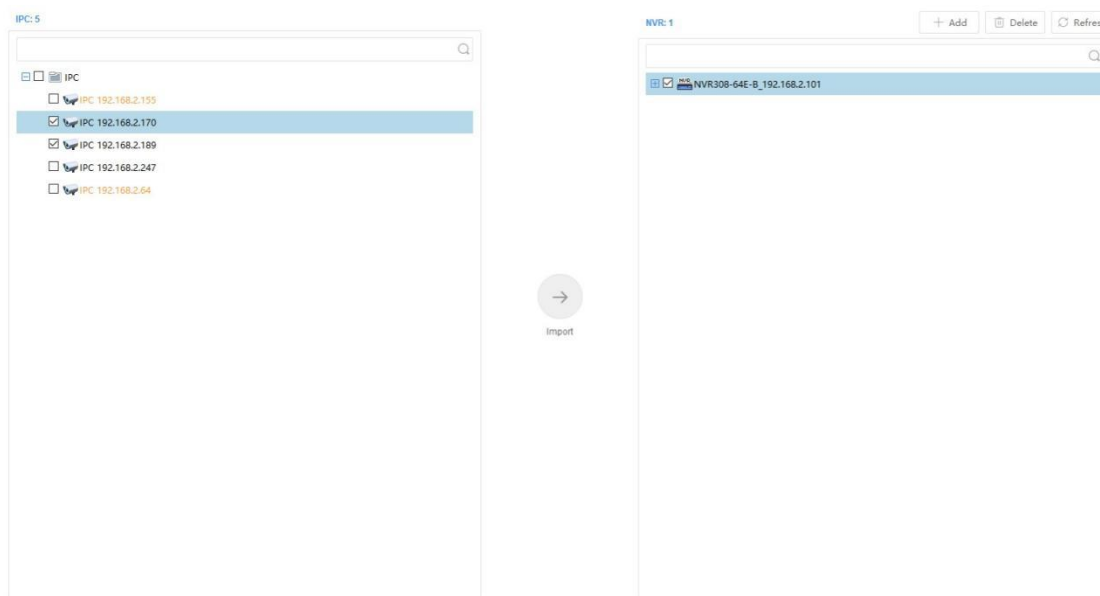 IPC: 5
IPC
IPC 192.168.2.155
IPC 192.168.2.170
IPC 192.168.2.189
IPC 192.168.2.247
IPC 192.168.2.64
Import
NVR: 1
Add
Delete
Refres
NVR308-64E-B_192.168.2.101